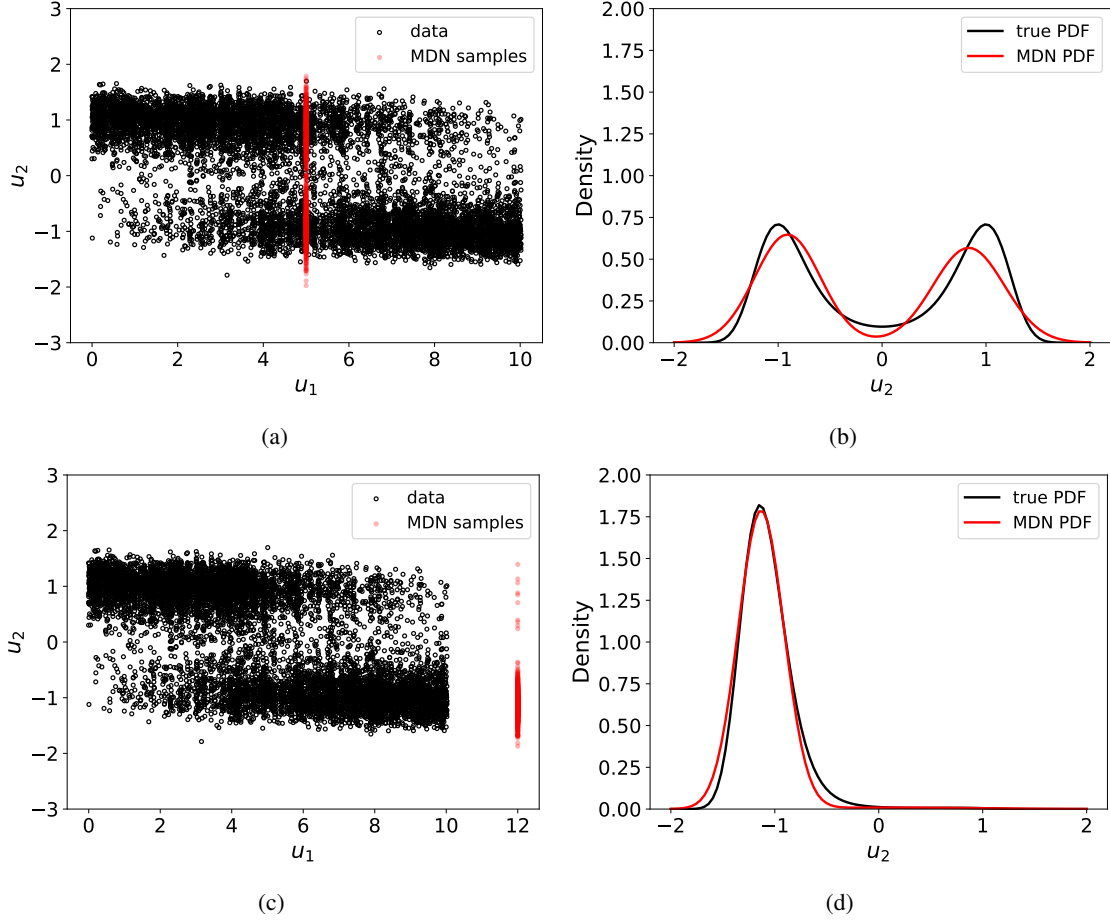 3
2
1
0
−1
−2
−3
u2
data
MDN samples
0
2
4
6
8
10
u1
(a)
2.00
1.75
1.50
1.25
1.00
0.75
0.50
0.25
0.00
Density
true PDF
MDN PDF
−2
−1
0
1
2
u2
(b)
3
2
1
0
−1
−2
−3
u2
data
MDN samples
0
2
4
6
8
10
12
u1
(c)
2.00
1.75
1.50
1.25
1.00
0.75
0.50
0.25
0.00
Density
true PDF
MDN PDF
−2
−1
0
1
2
u2
(d)